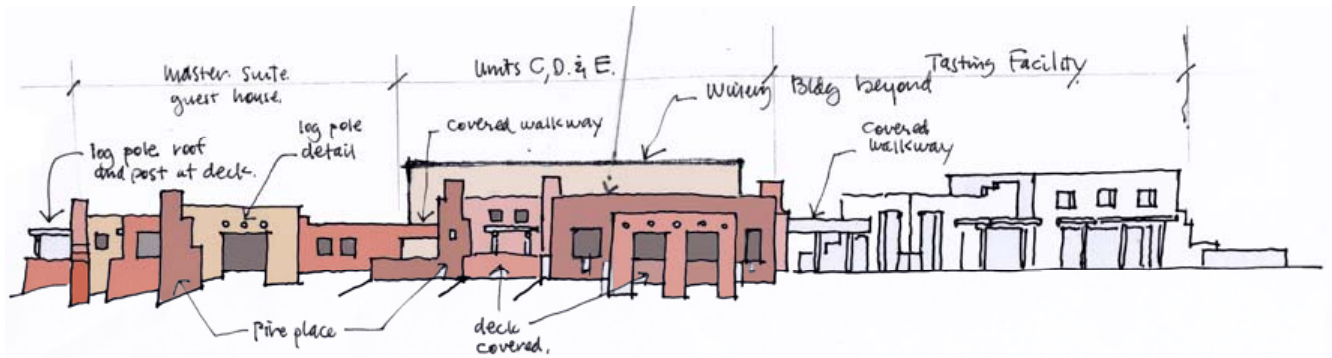 master suite
guest house.
Units C, D. & E.
Tasting Facility
Winery Bldg beyond
log pole roof
and post at deck.
log pole
detail
covered walkway
covered
walkway
fire place
deck
covered.